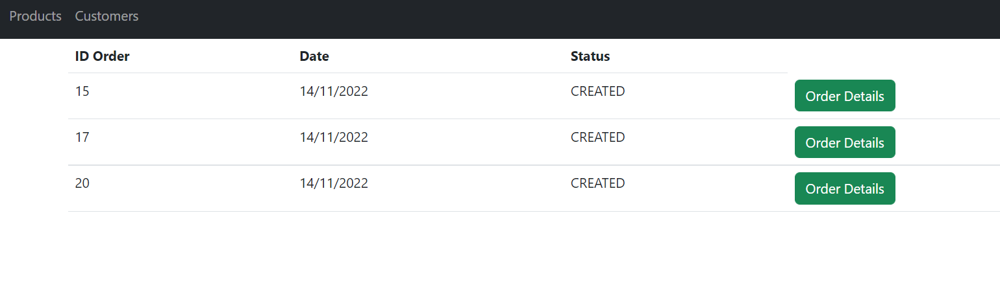 Products Customers
ID Order Date Status
15 14/11/2022 CREATED Order Details
17 14/11/2022 CREATED Order Details
20 14/11/2022 CREATED Order Details